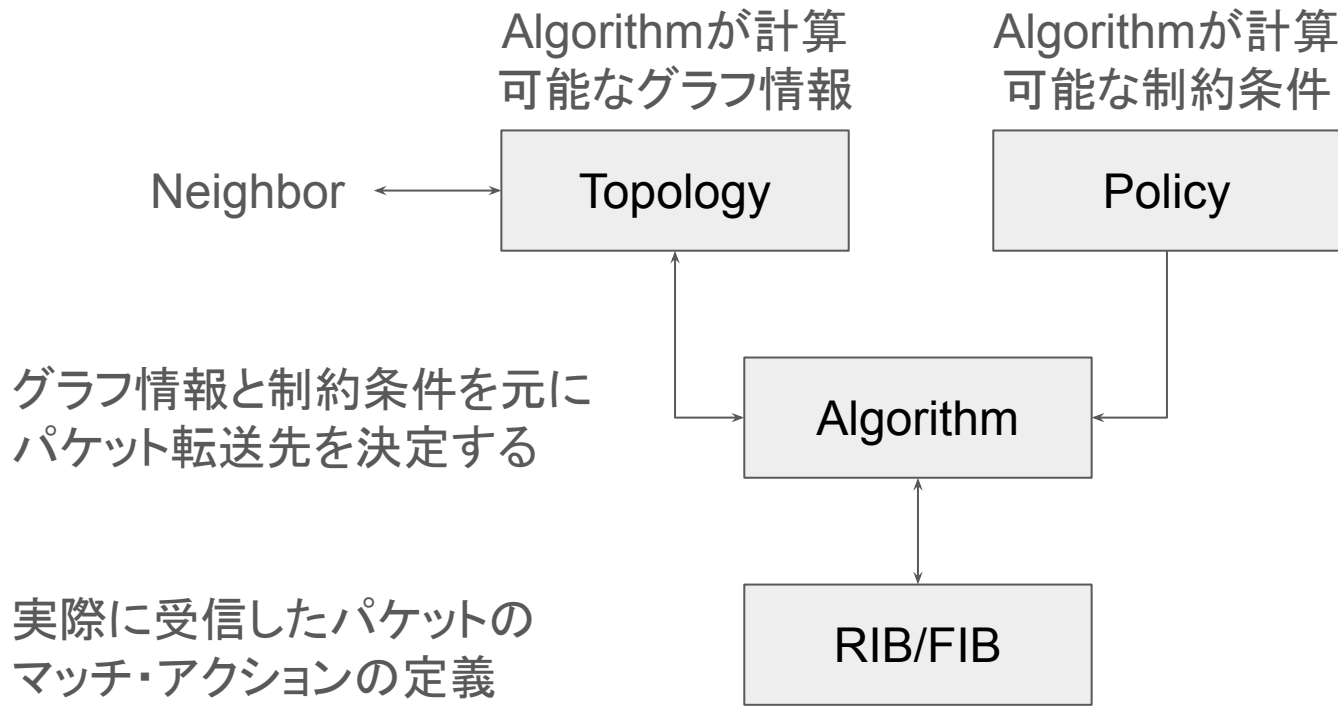 Algorithmが計算
可能なグラフ情報
Algorithmが計算
可能な制約条件
Neighbor
Topology
Policy
グラフ情報と制約条件を元に
パケット転送先を決定する
Algorithm
実際に受信したパケットの
マッチ・アクションの定義
RIB/FIB